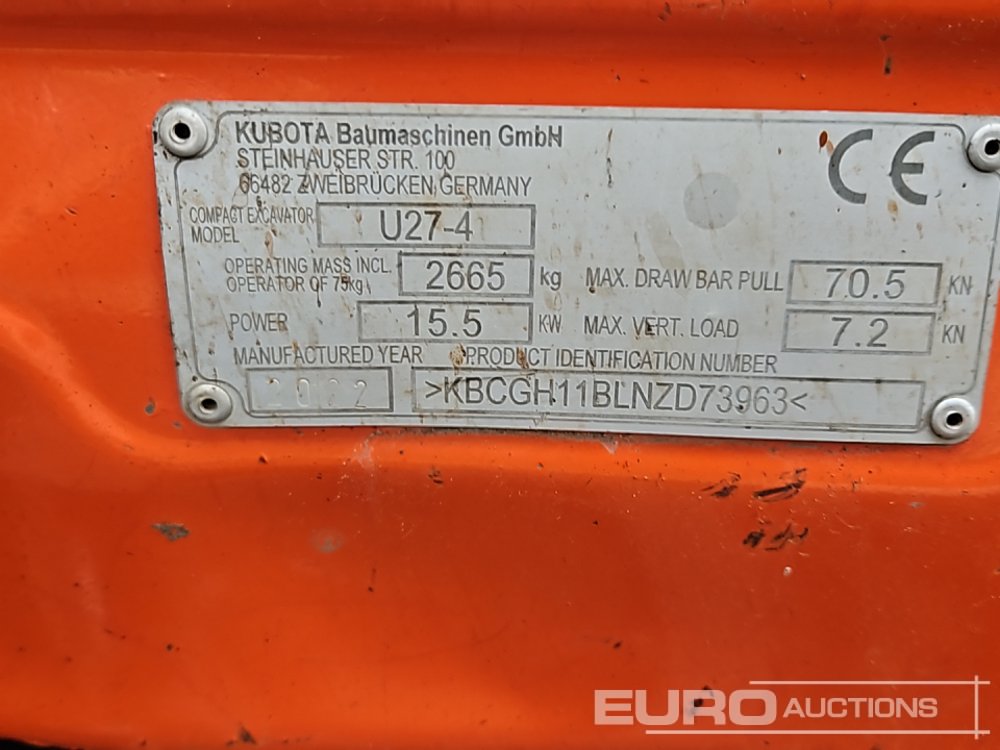 KUBOTA Baumaschinen GmbH
STEINHAUSER STR. 100
66482 ZWEIBRÜCKEN, GERMANY
CE
COMPACT EXCAVATOR
MODEL U27-4
OPERATING MASS INCL.
OPERATOR OF 75kg 2665 kg MAX. DRAW BAR PULL 70.5 KN
POWER 15.5 KW MAX. VERT. LOAD 7.2 KN
MANUFACTURED YEAR PRODUCT IDENTIFICATION NUMBER
2022 >KBCGH11BLNZD73963<
EURO AUCTIONS